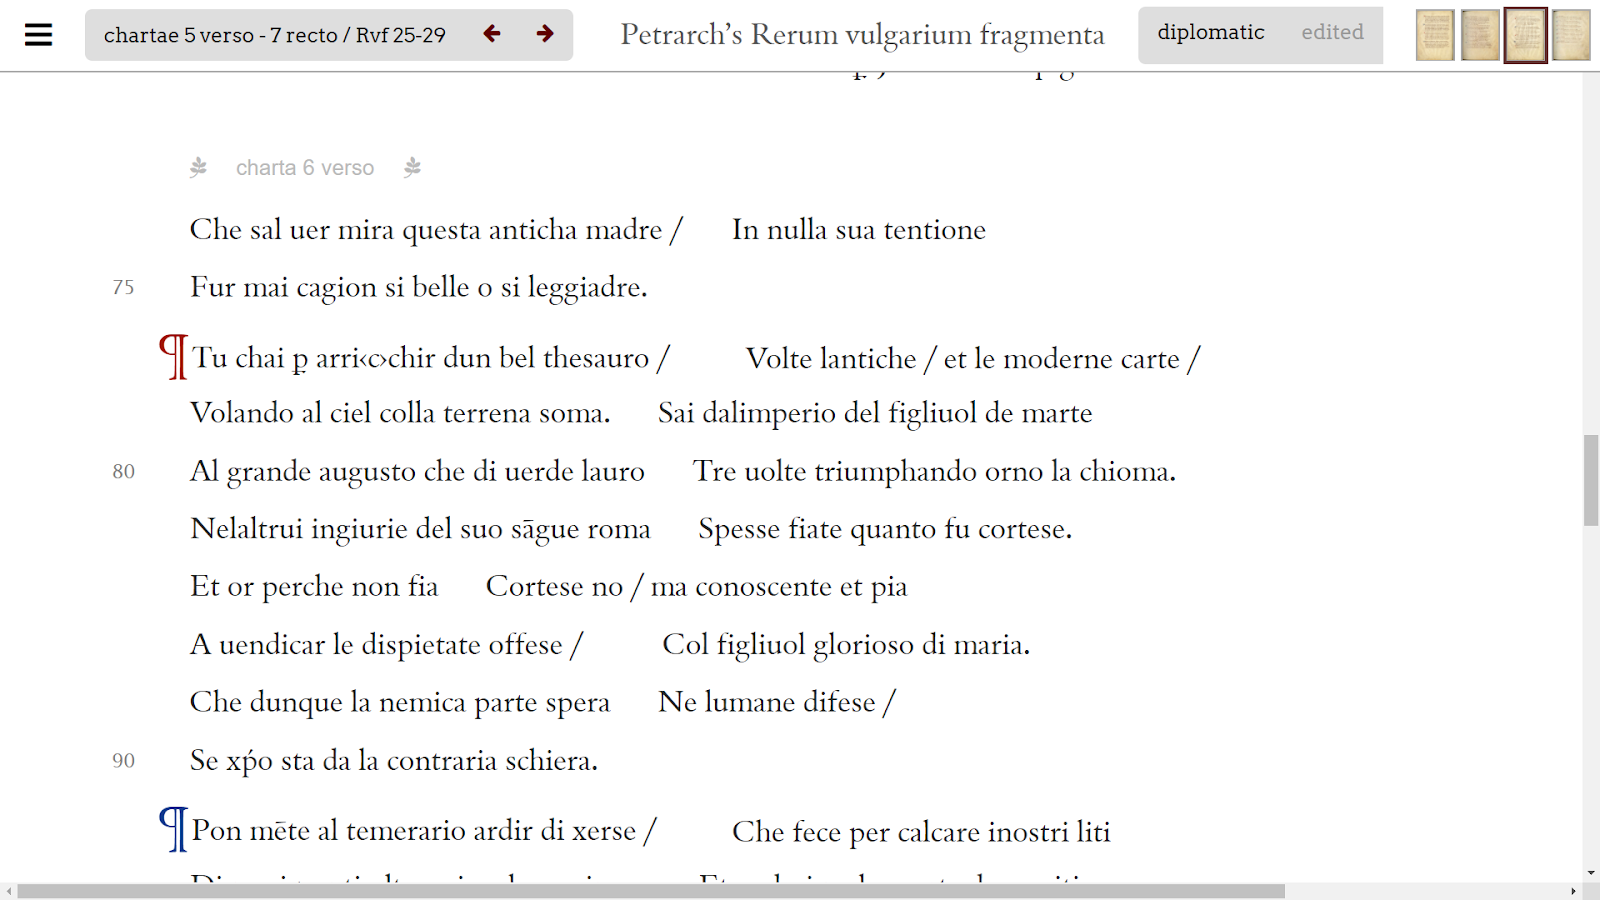 chartae 5 verso - 7 recto / Rvf 25-29
Petrarch's Rerum vulgarium fragmenta
diplomatic edited
charta 6 verso
Che sal uer mira questa anticha madre / In nulla sua tentione
75 Fur mai cagion si belle o si leggiadre.
¶ Tu chai ꝑ arri‹c›chir dun bel thesauro / Volte lantiche / et le moderne carte /
Volando al ciel colla terrena soma. Sai dalimperio del figliuol de marte
80 Al grande augusto che di uerde lauro Tre uolte triumphando orno la chioma.
Nelaltrui ingiurie del suo sāgue roma Spesse fiate quanto fu cortese.
Et or perche non fia Cortese no / ma conoscente et pia
A uendicar le dispietate offese / Col figliuol glorioso di maria.
Che dunque la nemica parte spera Ne lumane difese /
90 Se xṕo sta da la contraria schiera.
¶ Pon mēte al temerario ardir di xerse / Che fece per calcare inostri liti